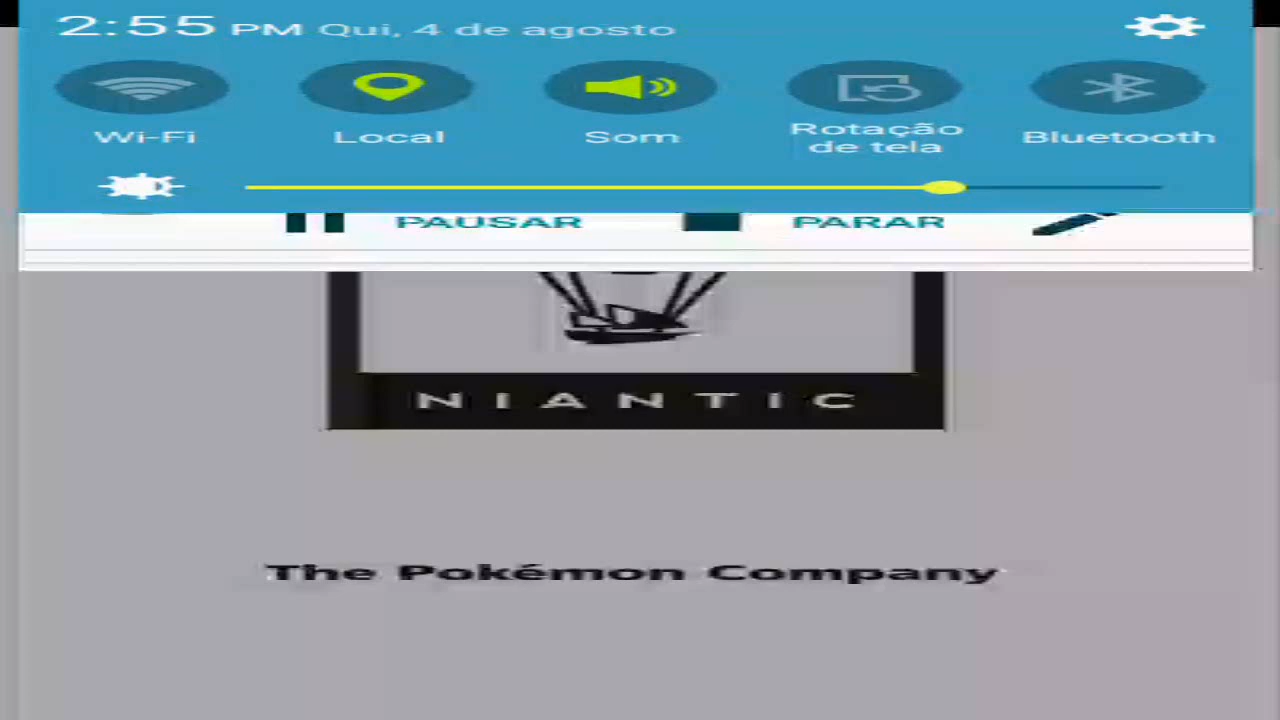 2:55 PM Qui, 4 de agosto
Wi-Fi
Local
Som
Rotação
de tela
Bluetooth
PAUSAR
PARAR
NIANTIC
The Pokémon Company